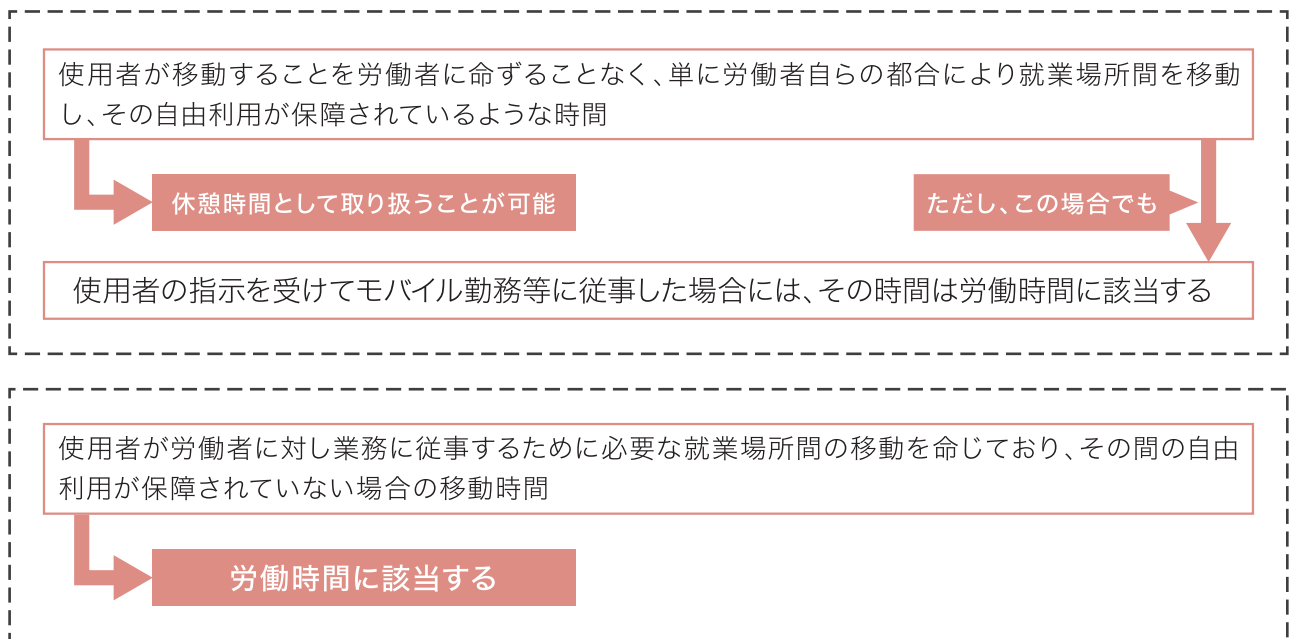 使用者が移動することを労働者に命ずることなく、単に労働者自らの都合により就業場所間を移動
し、その自由利用が保障されているような時間
休憩時間として取り扱うことが可能
ただし、この場合でも
使用者の指示を受けてモバイル勤務等に従事した場合には、その時間は労働時間に該当する
使用者が労働者に対し業務に従事するために必要な就業場所間の移動を命じており、その間の自由
利用が保障されていない場合の移動時間
労働時間に該当する